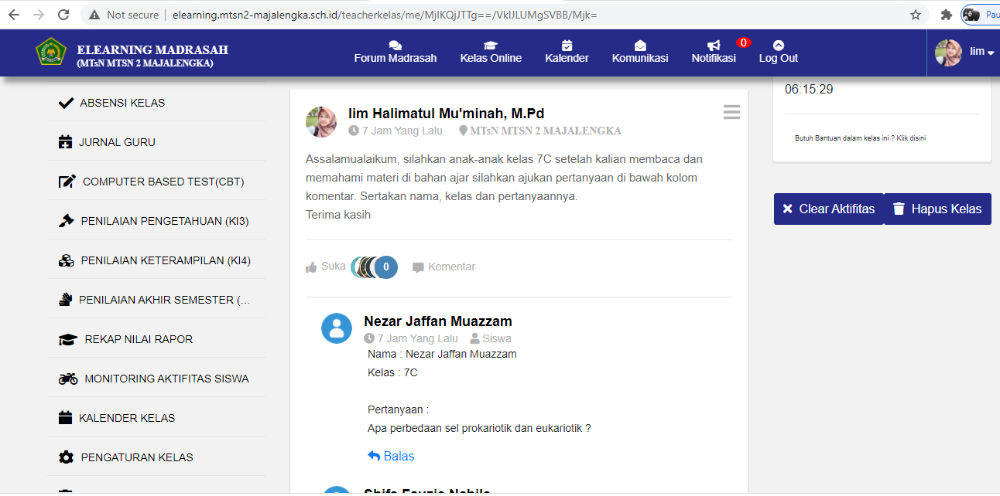 Not secure | elearning.mtsn2-majalengka.sch.id/teacherkelas/me/MjlKQjJTTg==/VklJLUMgSVBB/Mjk=
Pau
ELEARNING MADRASAH
(MTsN MTSN 2 MAJALENGKA)
Forum Madrasah
Kelas Online
Kalender
Komunikasi
Notifikasi
0
Log Out
Iim
ABSENSI KELAS
JURNAL GURU
COMPUTER BASED TEST(CBT)
PENILAIAN PENGETAHUAN (KI3)
PENILAIAN KETERAMPILAN (KI4)
PENILAIAN AKHIR SEMESTER (...
REKAP NILAI RAPOR
MONITORING AKTIFITAS SISWA
KALENDER KELAS
PENGATURAN KELAS
Iim Halimatul Mu'minah, M.Pd
7 Jam Yang Lalu MTsN MTSN 2 MAJALENGKA
Assalamualaikum, silahkan anak-anak kelas 7C setelah kalian membaca dan
memahami materi di bahan ajar silahkan ajukan pertanyaan di bawah kolom
komentar. Sertakan nama, kelas dan pertanyaannya.
Terima kasih
Suka 0 Komentar
Nezar Jaffan Muazzam
7 Jam Yang Lalu Siswa
Nama : Nezar Jaffan Muazzam
Kelas : 7C
Pertanyaan :
Apa perbedaan sel prokariotik dan eukariotik ?
Balas
06:15:29
Butuh Bantuan dalam kelas ini ? Klik disini
Clear Aktifitas
Hapus Kelas